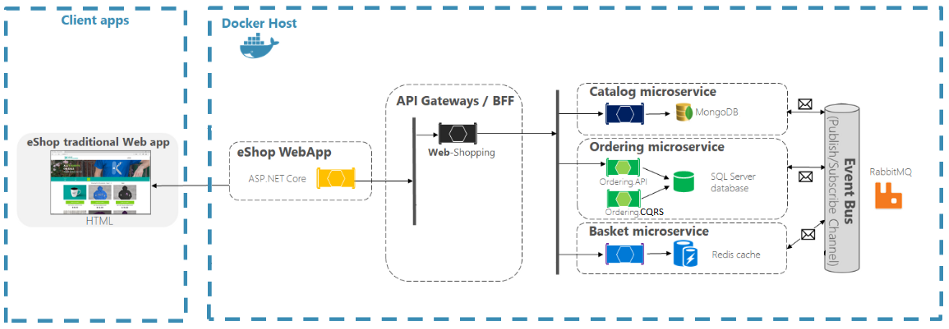 Client apps
Docker Host
eShop traditional Web app
HTML
eShop WebApp
ASP.NET Core
API Gateways / BFF
Web-Shopping
Catalog microservice
MongoDB
Ordering microservice
Ordering API
SQL Server
database
Ordering CQRS
Basket microservice
Redis cache
Event Bus
(Publish/Subscribe Channel)
RabbitMQ